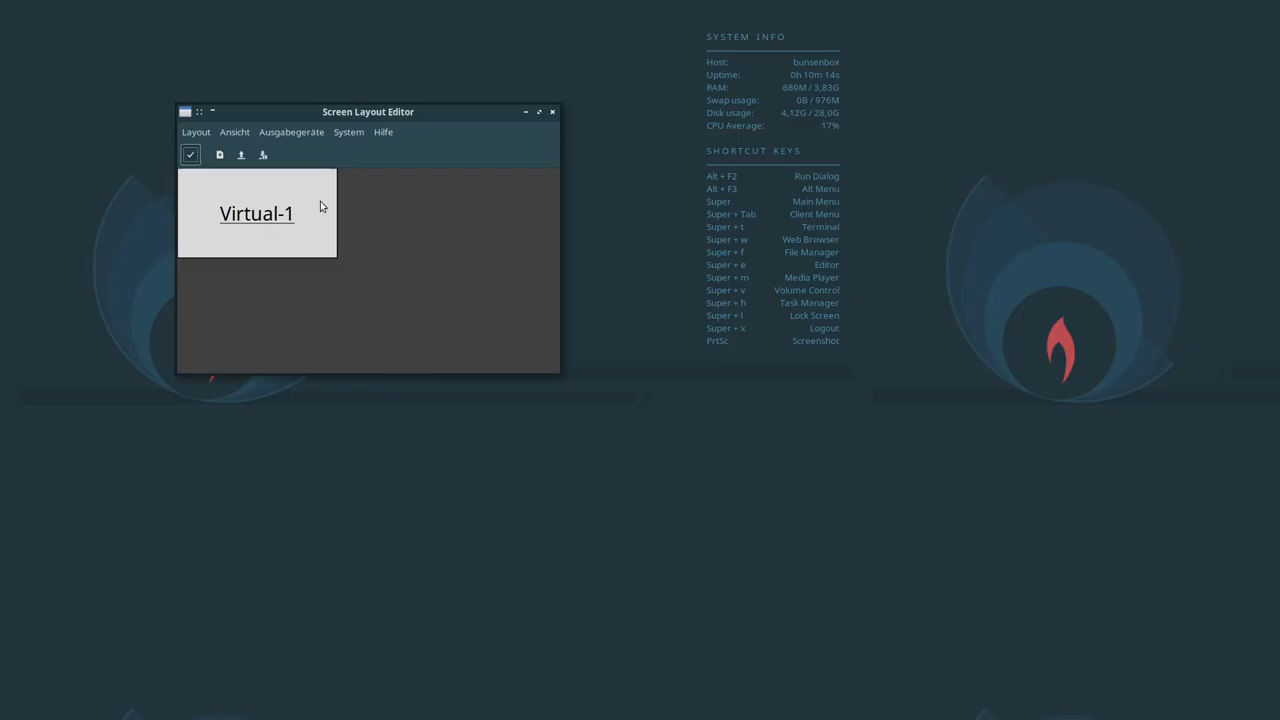 Screen Layout Editor
Layout Ansicht Ausgabegeräte System Hilfe
Virtual-1
SYSTEM INFO
Host: bunsenbox
Uptime: 0h 10m 14s
RAM: 689M / 3,83G
Swap usage: 0B / 976M
Disk usage: 4,12G / 28,0G
CPU Average: 17%
SHORTCUT KEYS
Alt + F2 Run Dialog
Alt + F3 Alt Menu
Super Main Menu
Super + Tab Client Menu
Super + t Terminal
Super + w Web Browser
Super + f File Manager
Super + e Editor
Super + m Media Player
Super + v Volume Control
Super + h Task Manager
Super + l Lock Screen
Super + x Logout
PrtSc Screenshot